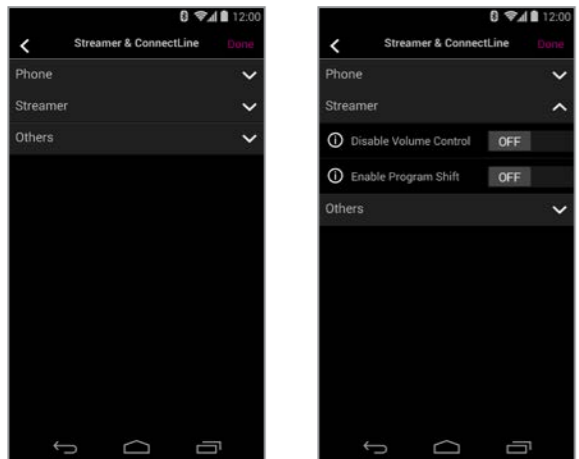 12:00
Streamer & ConnectLine Done
Phone
Streamer
Others
12:00
Streamer & ConnectLine Done
Phone
Streamer
Disable Volume Control OFF
Enable Program Shift OFF
Others